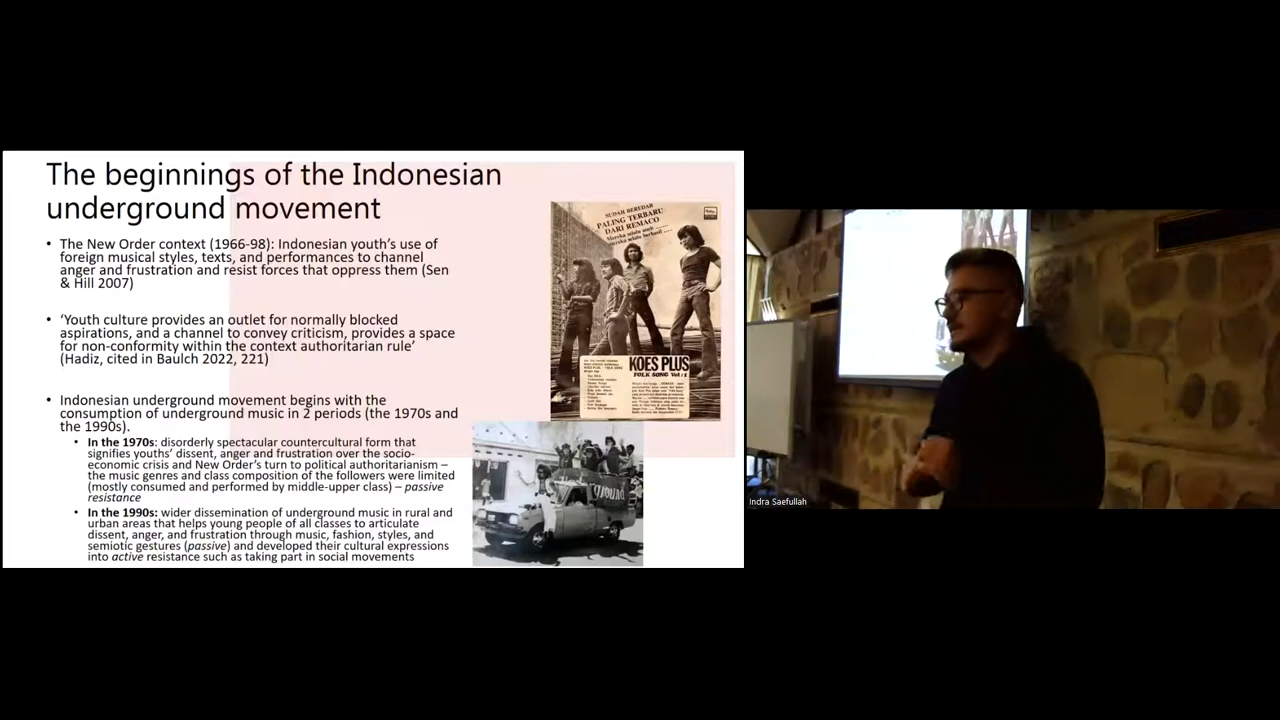 The beginnings of the Indonesian
underground movement
• The New Order context (1966-98): Indonesian youth's use of
foreign musical styles, texts, and performances to channel
anger and frustration and resist forces that oppress them (Sen
& Hill 2007)
• 'Youth culture provides an outlet for normally blocked
aspirations, and a channel to convey criticism, provides a space
for non-conformity within the context authoritarian rule'
(Hadiz, cited in Baulch 2022, 221)
• Indonesian underground movement begins with the
consumption of underground music in 2 periods (the 1970s and
the 1990s).
• In the 1970s: disorderly spectacular countercultural form that
signifies youths' dissent, anger and frustration over the socio-
economic crisis and New Order's turn to political authoritarianism –
the music genres and class composition of the followers were limited
(mostly consumed and performed by middle-upper class) – passive
resistance
• In the 1990s: wider dissemination of underground music in rural and
urban areas that helps young people of all classes to articulate
dissent, anger, and frustration through music, fashion, styles, and
semiotic gestures (passive) and developed their cultural expressions
into active resistance such as taking part in social movements
SUDAH BEREDAR
PALING TERBARU
DARI REMACO
KOES PLUS
FOLK SONG Vol: 1
Indra Saefullah